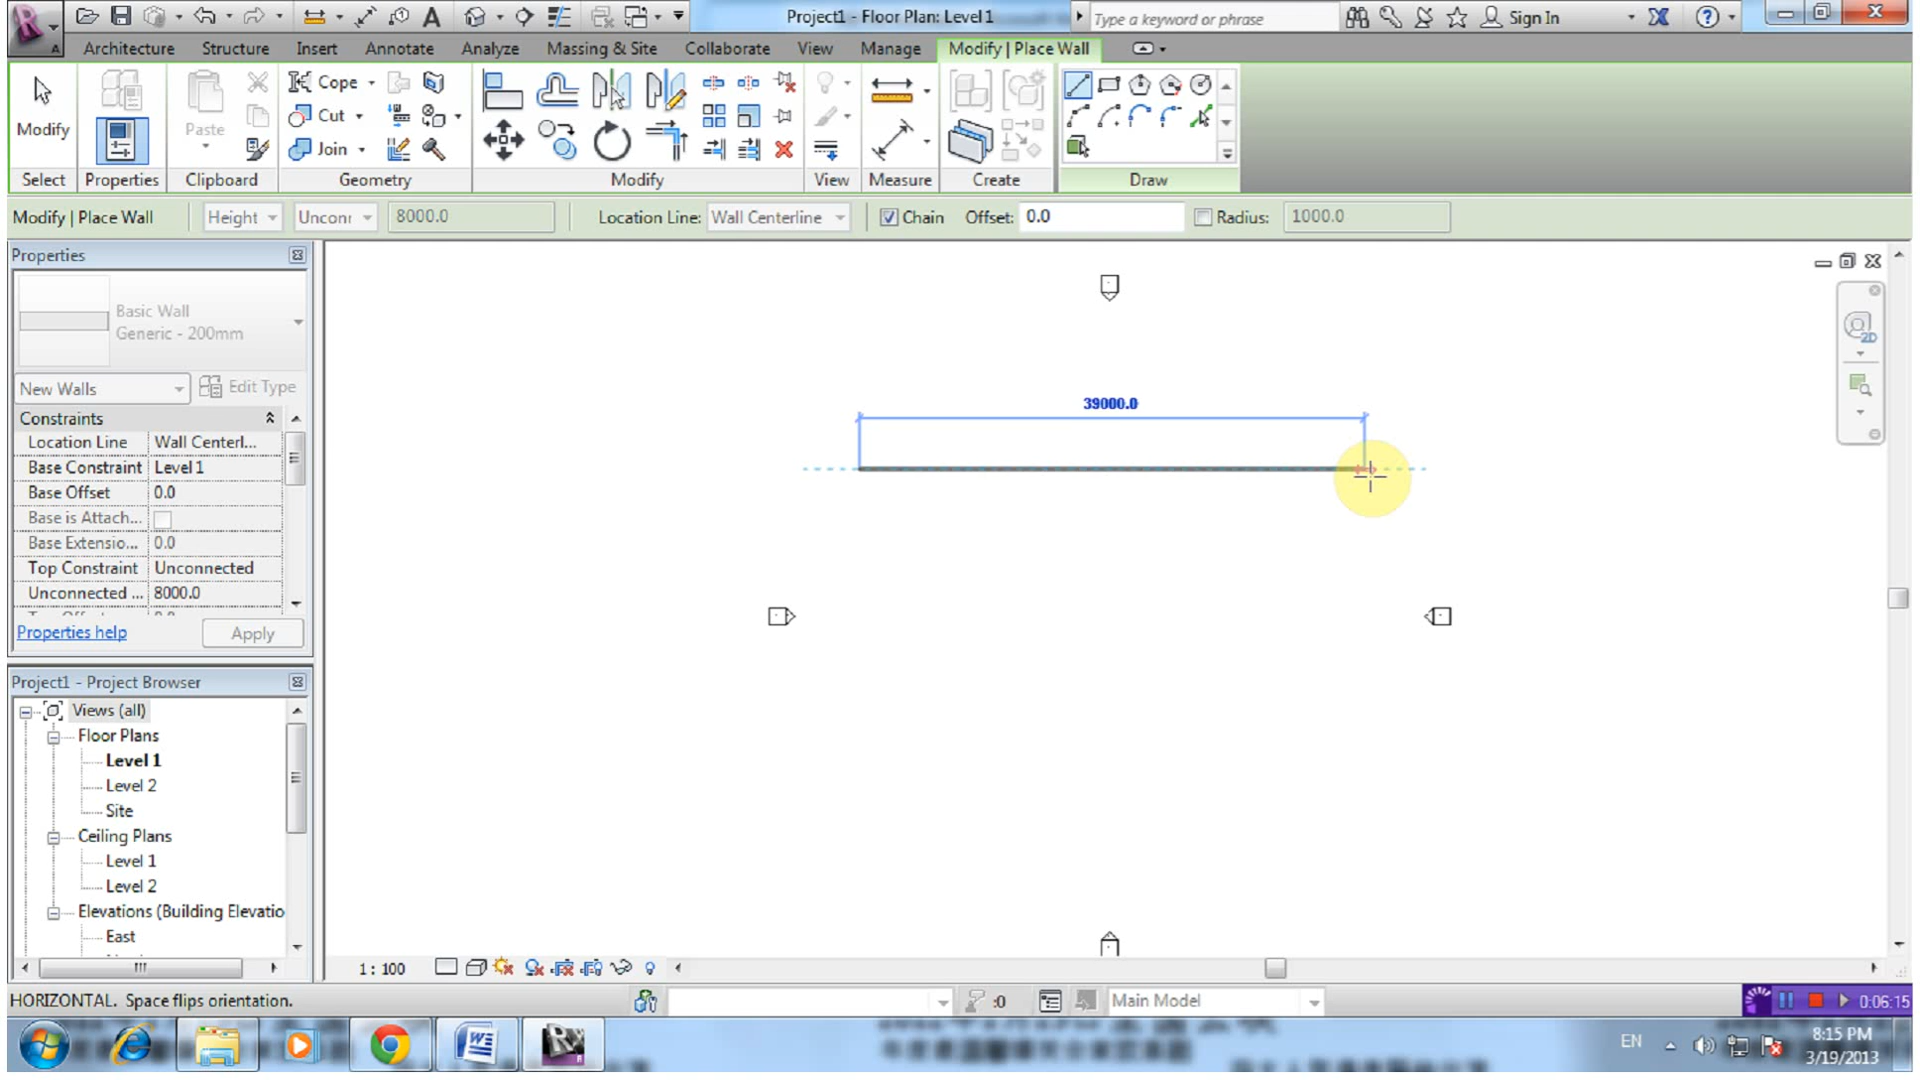 Project1 - Floor Plan: Level 1
Type a keyword or phrase
Sign In
Architecture Structure Insert Annotate Analyze Massing & Site Collaborate View Manage Modify | Place Wall
Modify
Paste
Cope
Cut
Join
Select Properties Clipboard Geometry Modify View Measure Create Draw
Modify | Place Wall Height Uncon 8000.0 Location Line: Wall Centerline Chain Offset: 0.0 Radius: 1000.0
Properties
Basic Wall
Generic - 200mm
New Walls Edit Type
Constraints
Location Line Wall Centerl...
Base Constraint Level 1
Base Offset 0.0
Base is Attach...
Base Extensio... 0.0
Top Constraint Unconnected
Unconnected ... 8000.0
Properties help Apply
39000.0
2D
Project1 - Project Browser
Views (all)
Floor Plans
Level 1
Level 2
Site
Ceiling Plans
Level 1
Level 2
Elevations (Building Elevatio
East
1 : 100
HORIZONTAL. Space flips orientation.
:0
Main Model
0:06:15
EN
8:15 PM
3/19/2013